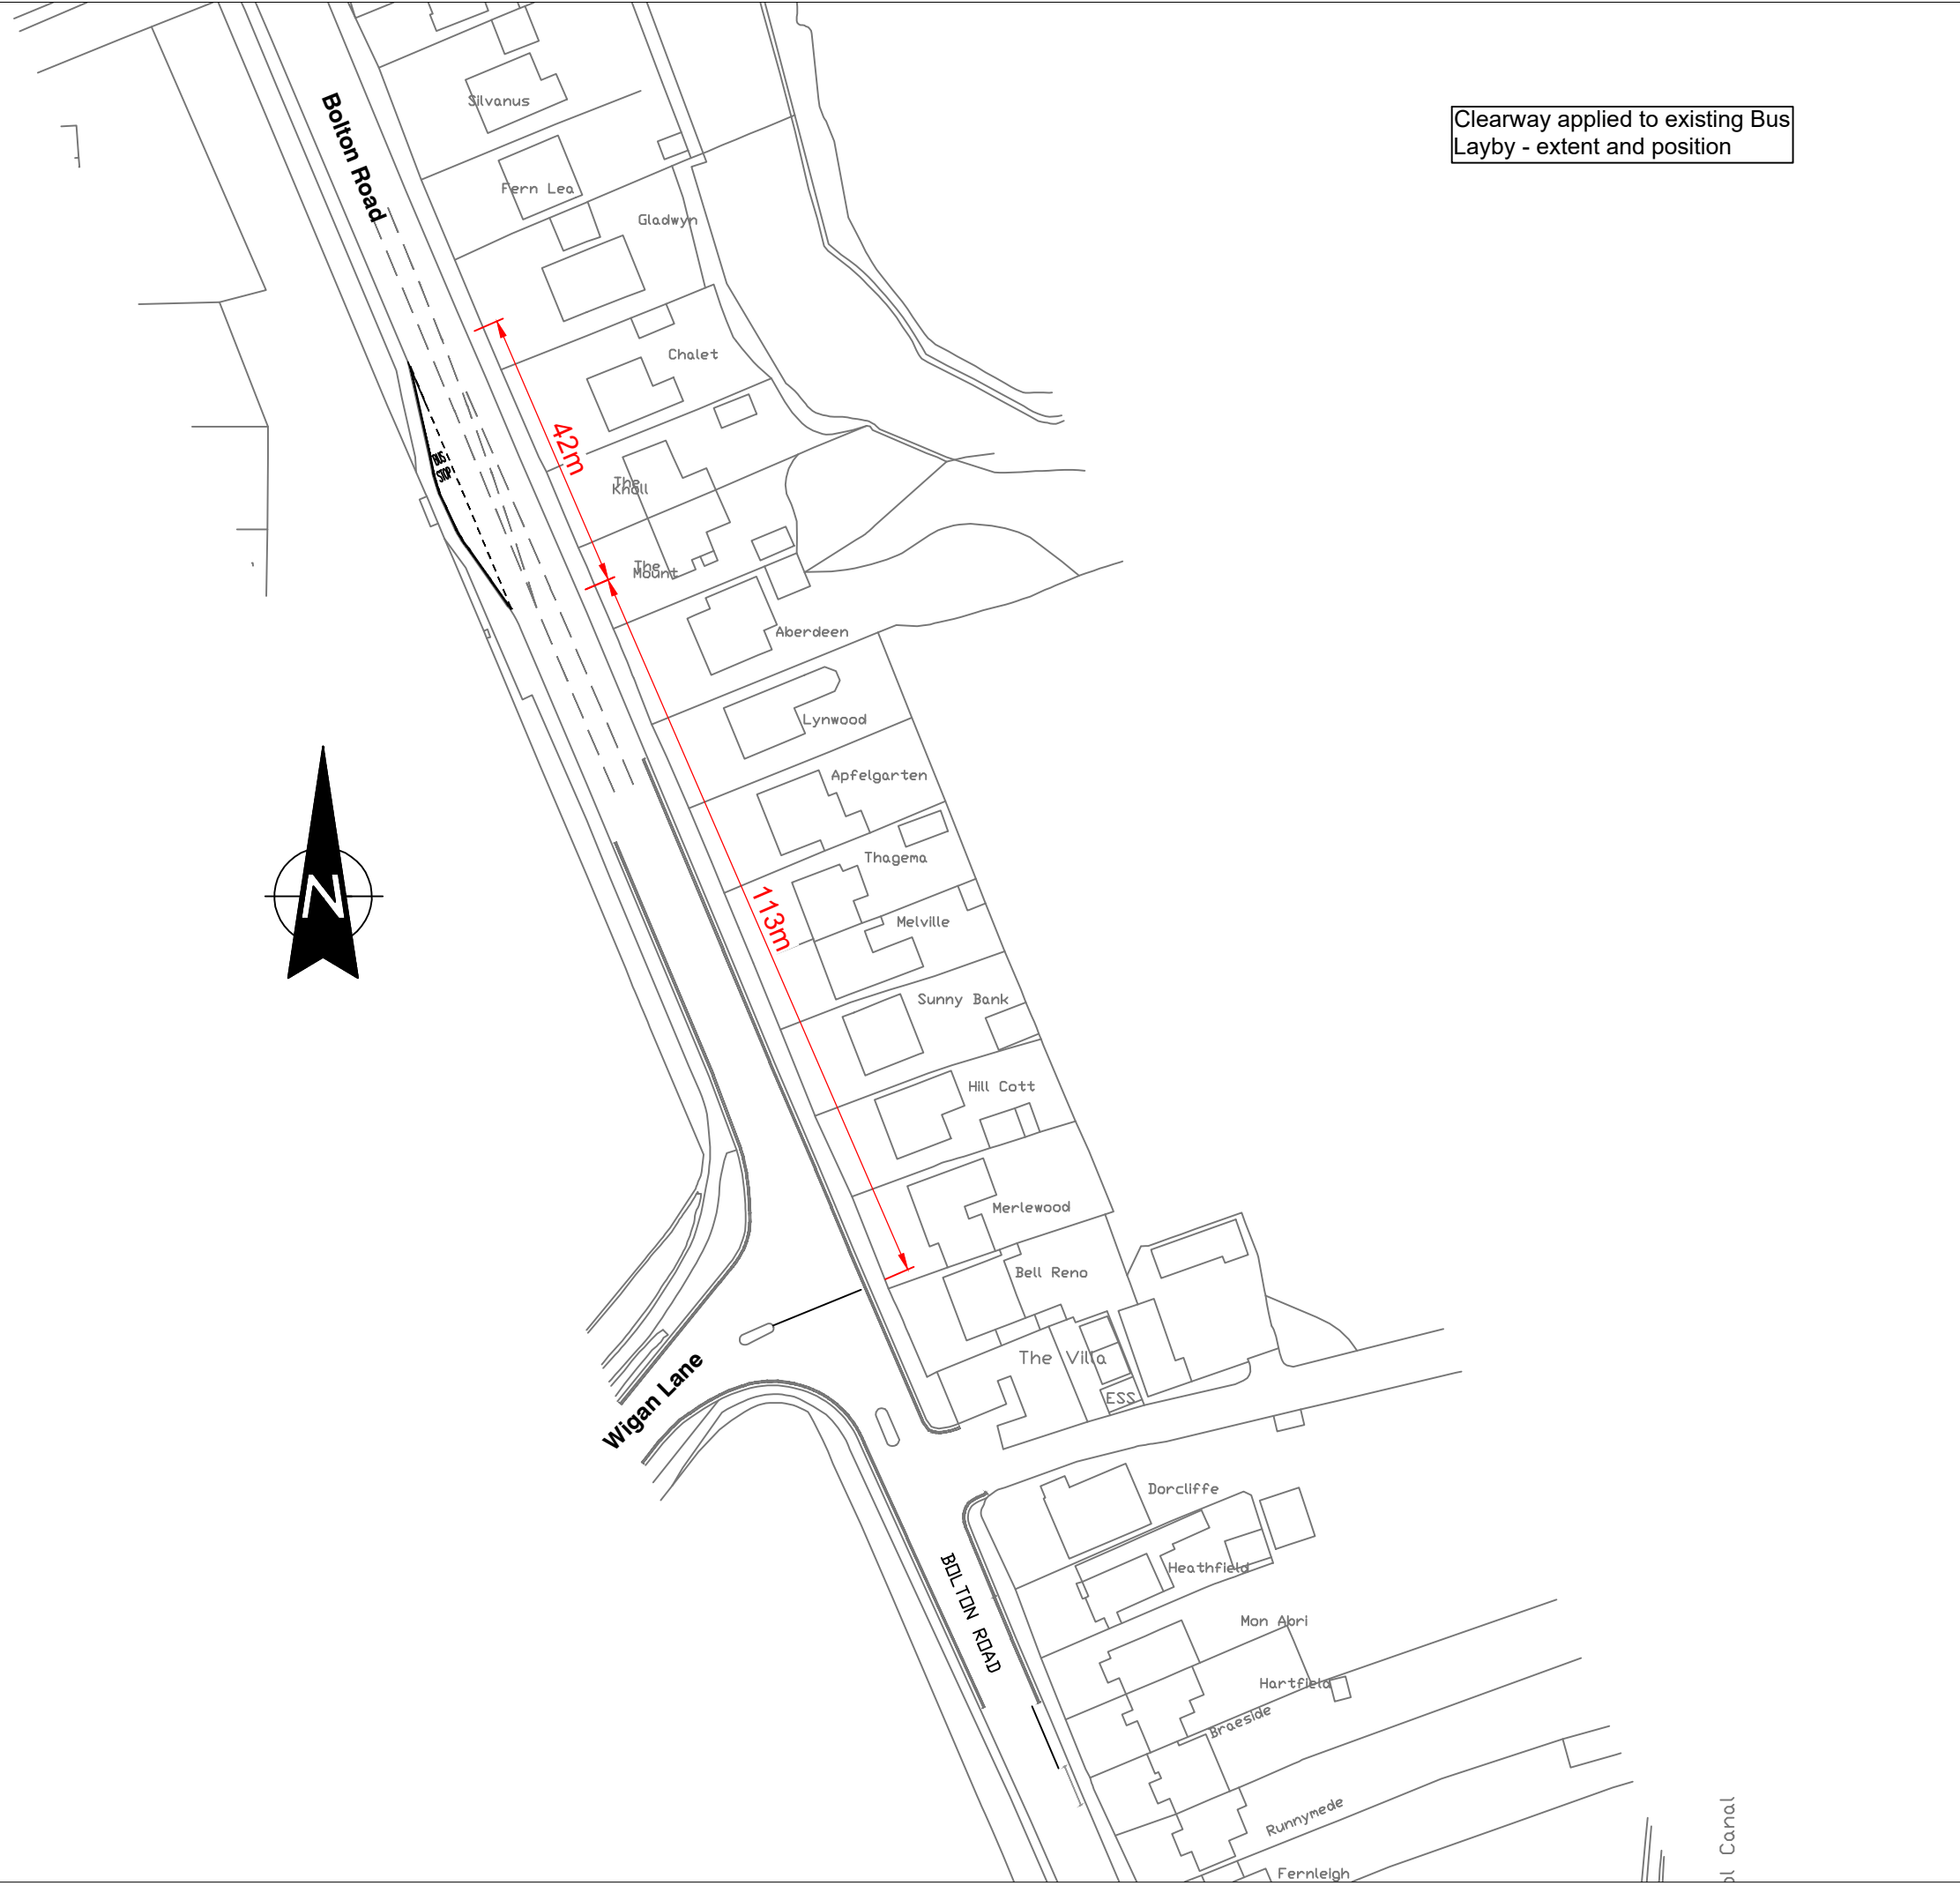 Clearway applied to existing Bus
Layby - extent and position
Bolton Road
Silvanus
Fern Lea
Gladwyn
Chalet
42m
BUS
STOP
The
Knoll
The
Mount
Aberdeen
Lynwood
Apfelgarten
Thagema
113m
Melville
N
Sunny Bank
Hill Cott
Merlewood
Bell Reno
The Villa
ESS
Wigan Lane
Dorcliffe
Heathfield
BOLTON ROAD
Mon Abri
Hartfield
Braeside
Runnymede
Fernleigh
Canal